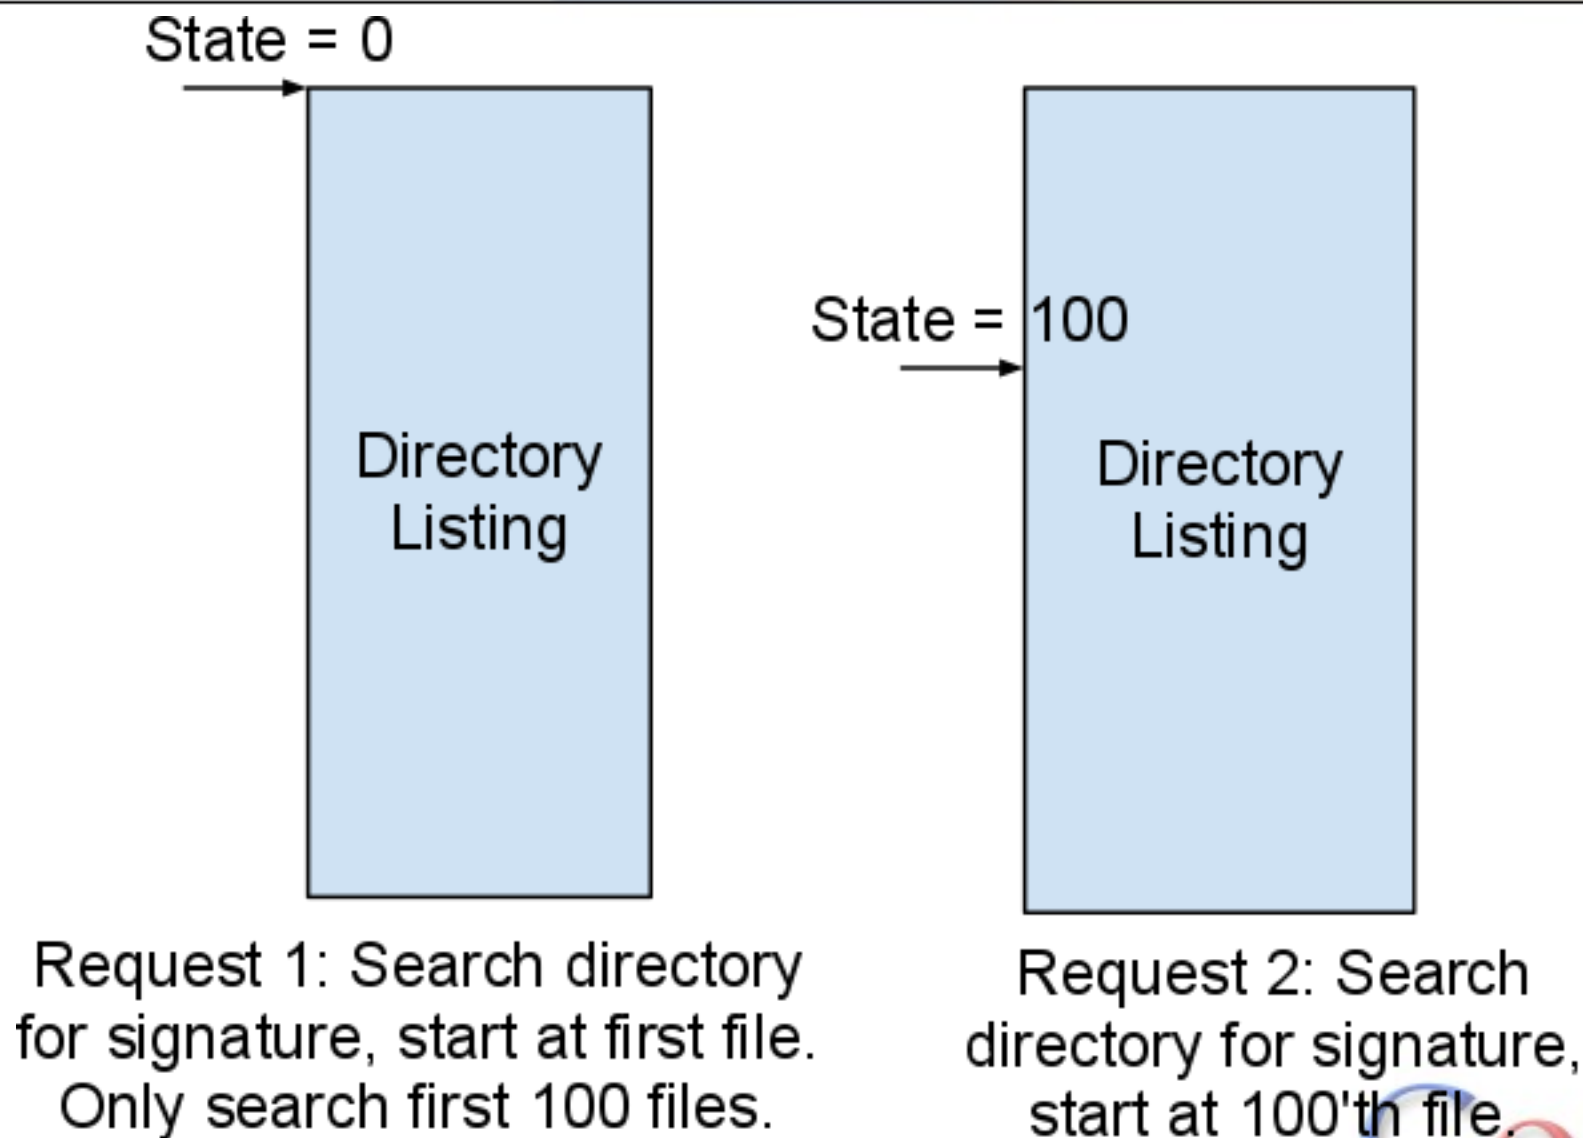 State = 0
Directory
Listing
Request 1: Search directory
for signature, start at first file.
Only search first 100 files.
State = 100
Directory
Listing
Request 2: Search
directory for signature,
start at 100'th file.